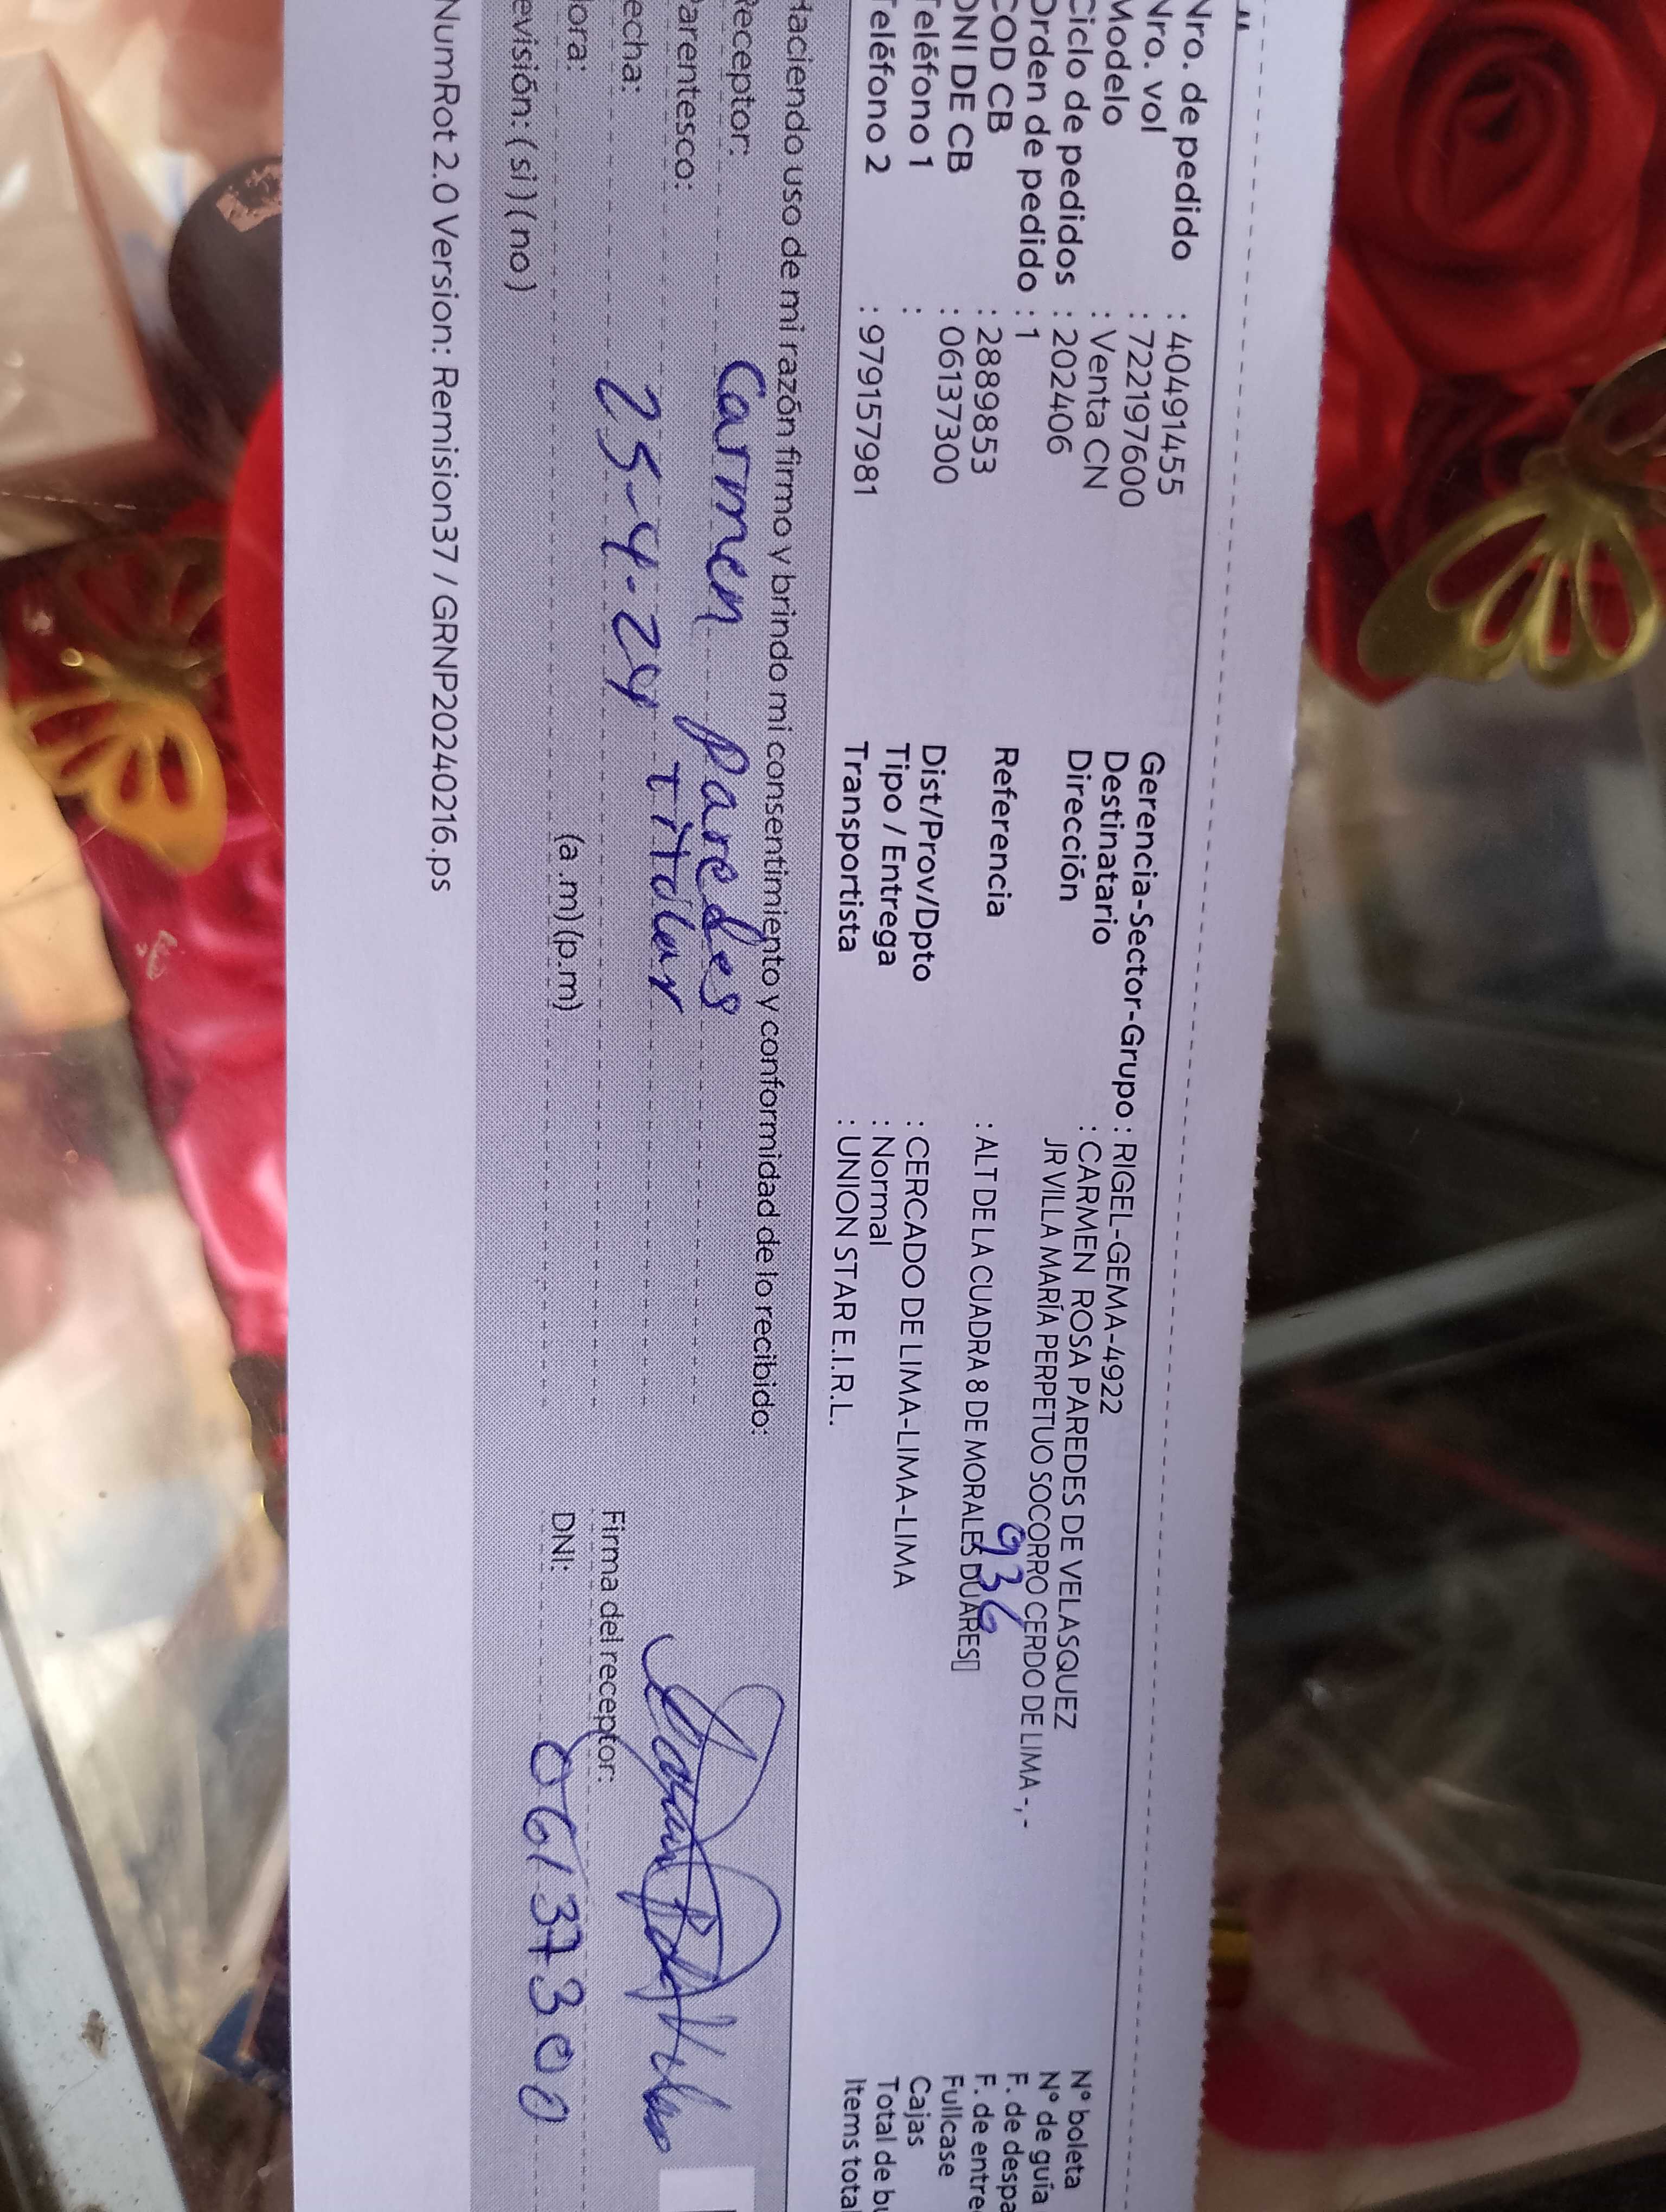 Nro. de pedido : 40491455
Nro. vol : 722197600
Modelo : Venta CN
Ciclo de pedidos : 202406
Orden de pedido : 1
COD CB : 2889853
DNI DE CB : 06137300
Teléfono 1 :
Teléfono 2 : 979157981
Gerencia-Sector-Grupo : RIGEL-GEMA-4922
Destinatario : CARMEN ROSA PAREDES DE VELASQUEZ
Dirección JR VILLA MARÍA PERPETUO SOCORRO CERDO DE LIMA -, -
936
Referencia : ALT DE LA CUADRA 8 DE MORALES DUARES
Dist/Prov/Dpto : CERCADO DE LIMA-LIMA-LIMA
Tipo / Entrega : Normal
Transportista : UNION STAR E.I.R.L.
N° boleta
N° de guía
F. de despa
F. de entre
Fullcase
Cajas
Total de bu
Items total
Haciendo uso de mi razón firmo y brindo mi consentimiento y conformidad de lo recibido:
Receptor: Carmen Paredes
Parentesco: Titular
echa: 25-4-24
ora: (a.m)(p.m)
evisión: ( si ) ( no )
Firma del receptor:
DNI: 06137300
NumRot 2.0 Version: Remision37 / GRNP20240216.ps